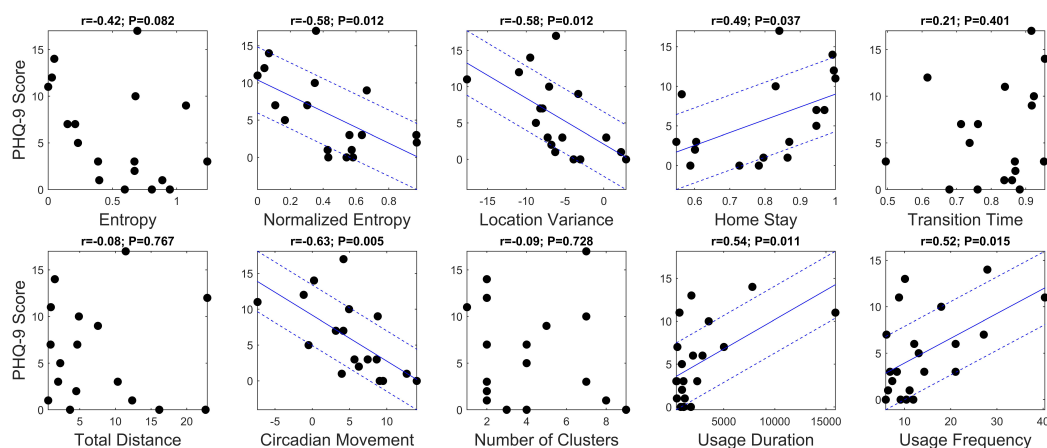 r=-0.42; P=0.082
r=-0.58; P=0.012
r=-0.58; P=0.012
r=0.49; P=0.037
r=0.21; P=0.401
PHQ-9 Score
15
10
5
0
0 0.5 1
Entropy
15
10
5
0
0 0.2 0.4 0.6 0.8
Normalized Entropy
15
10
5
0
-15 -10 -5 0
Location Variance
15
10
5
0
0.6 0.7 0.8 0.9 1
Home Stay
15
10
5
0
0.5 0.6 0.7 0.8 0.9
Transition Time
r=-0.08; P=0.767
r=-0.63; P=0.005
r=-0.09; P=0.728
r=0.54; P=0.011
r=0.52; P=0.015
PHQ-9 Score
15
10
5
0
5 10 15 20
Total Distance
15
10
5
0
-5 0 5 10
Circadian Movement
15
10
5
0
2 4 6 8
Number of Clusters
15
10
5
0
5000 10000 15000
Usage Duration
15
10
5
0
10 20 30 40
Usage Frequency